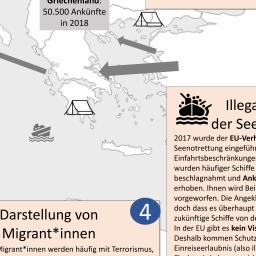 Griechenland:
50.500 Ankünfte
in 2018
Illega
der See
2017 wurde der EU-Verh
Seenotrettung eingeführ
Einfahrtsbeschränkungen
wurden häufiger Schiffe
beschlagnahmt und Ank
erhoben. Ihnen wird Bei
vorgeworfen. Die Angekl
doch dass es überhaupt
zukünftige Schiffe von de
In der EU gibt es kein Vis
Deshalb kommen Schutz
Einreiseerlaubnis (also il
4
Darstellung von
Migrant*innen
Migrant*innen werden häufig mit Terrorismus,